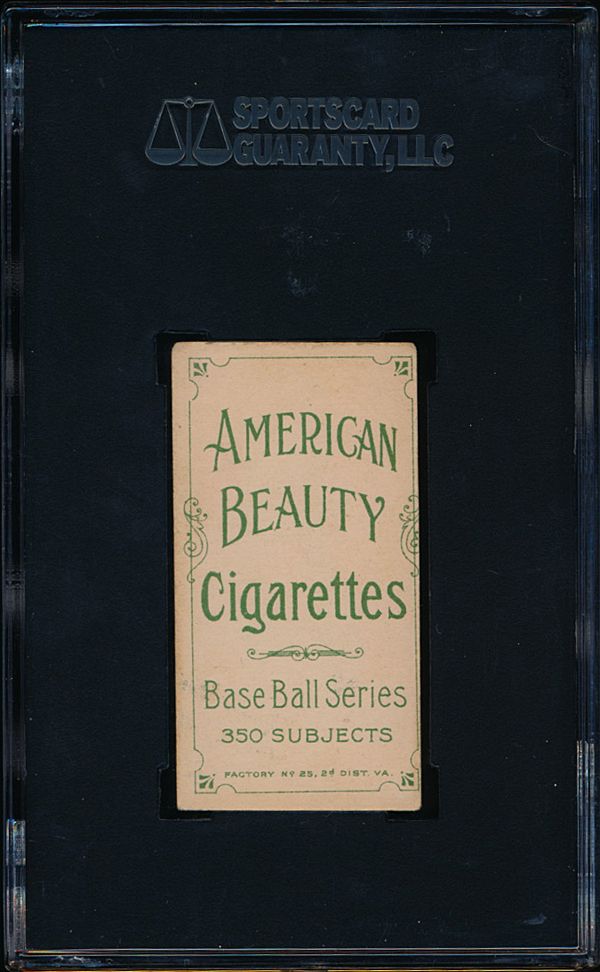 SPORTSCARD
GUARANTY, LLC
AMERICAN
BEAUTY
Cigarettes
Base Ball Series
350 SUBJECTS
FACTORY Nº 25, 2ᵈ DIST. VA.